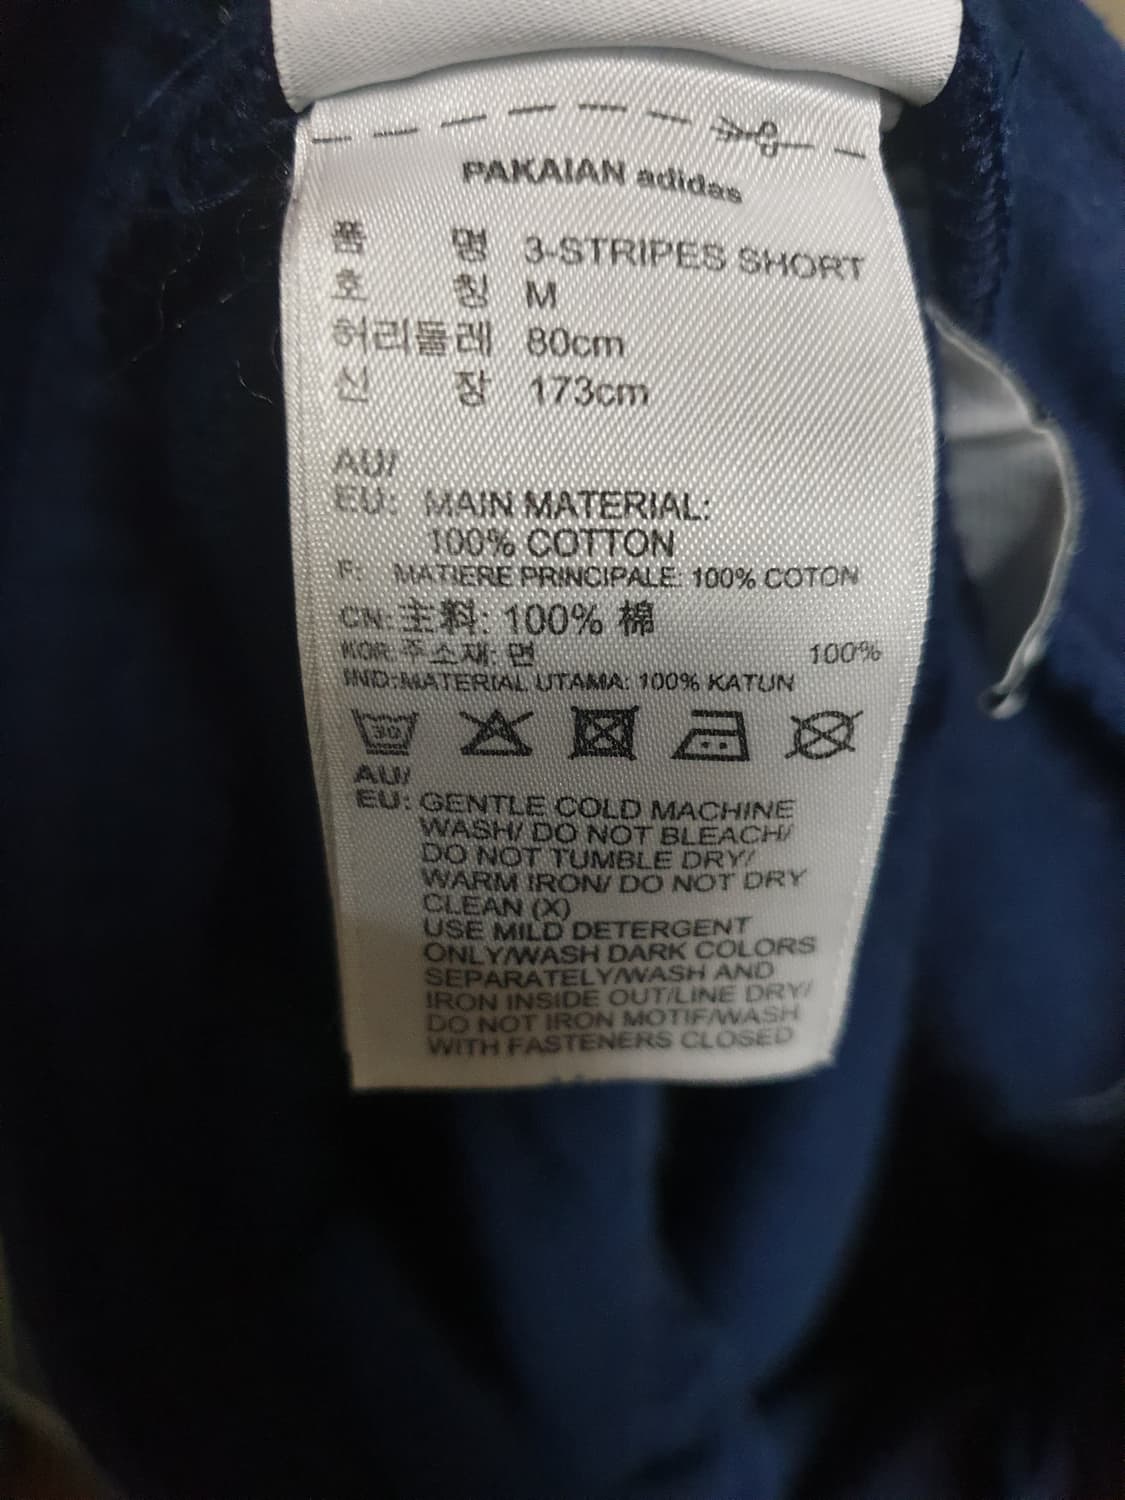 PAKAIAN adidas
품 명 3-STRIPES SHORT
호 칭 M
허리둘레 80cm
신 장 173cm
AU/
EU: MAIN MATERIAL:
100% COTTON
F: MATIERE PRINCIPALE: 100% COTON
CN: 主料: 100% 棉
KOR: 주소재: 면 100%
IND:MATERIAL UTAMA: 100% KATUN
30
AU/
EU: GENTLE COLD MACHINE
WASH/ DO NOT BLEACH/
DO NOT TUMBLE DRY/
WARM IRON/ DO NOT DRY
CLEAN (X)
USE MILD DETERGENT
ONLY/WASH DARK COLORS
SEPARATELY/WASH AND
IRON INSIDE OUT/LINE DRY/
DO NOT IRON MOTIF/WASH
WITH FASTENERS CLOSED